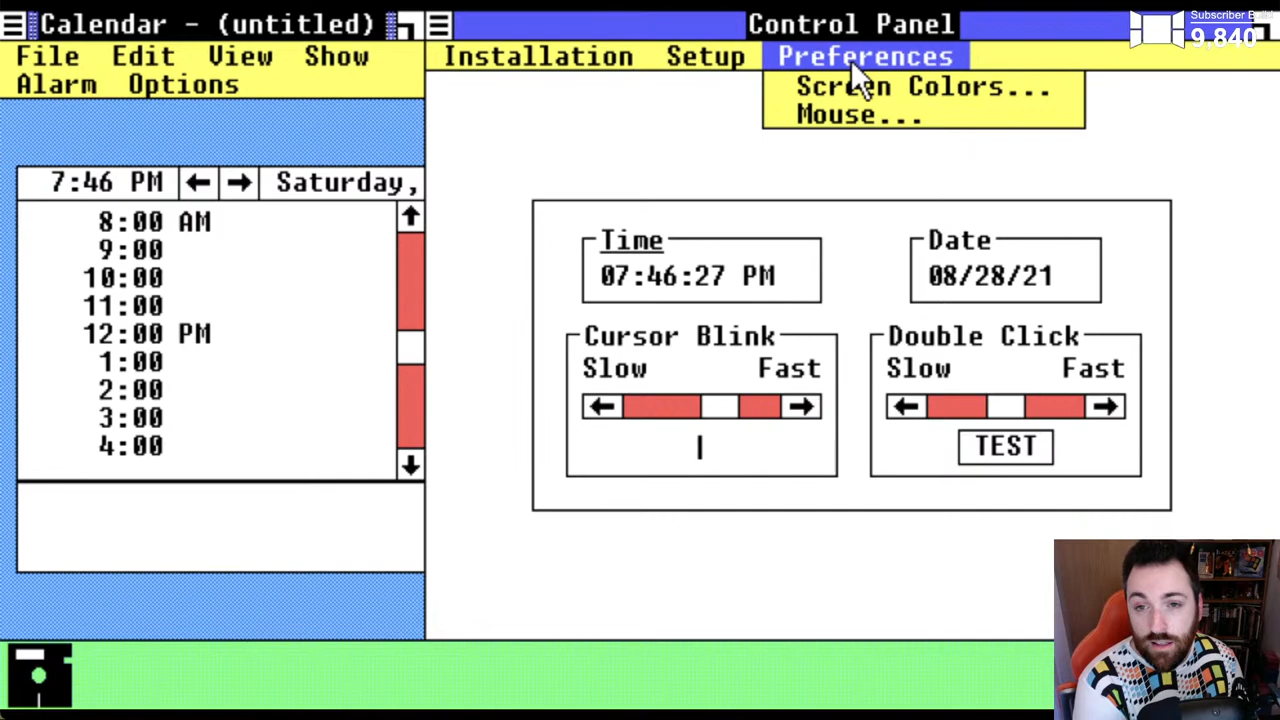 Calendar - (untitled)
File Edit View Show
Alarm Options
7:46 PM Saturday,
8:00 AM
9:00
10:00
11:00
12:00 PM
1:00
2:00
3:00
4:00
Control Panel
Installation Setup Preferences
Screen Colors...
Mouse...
Time
07:46:27 PM
Date
08/28/21
Cursor Blink
Slow Fast
Double Click
Slow Fast
TEST
Subscriber
9,840